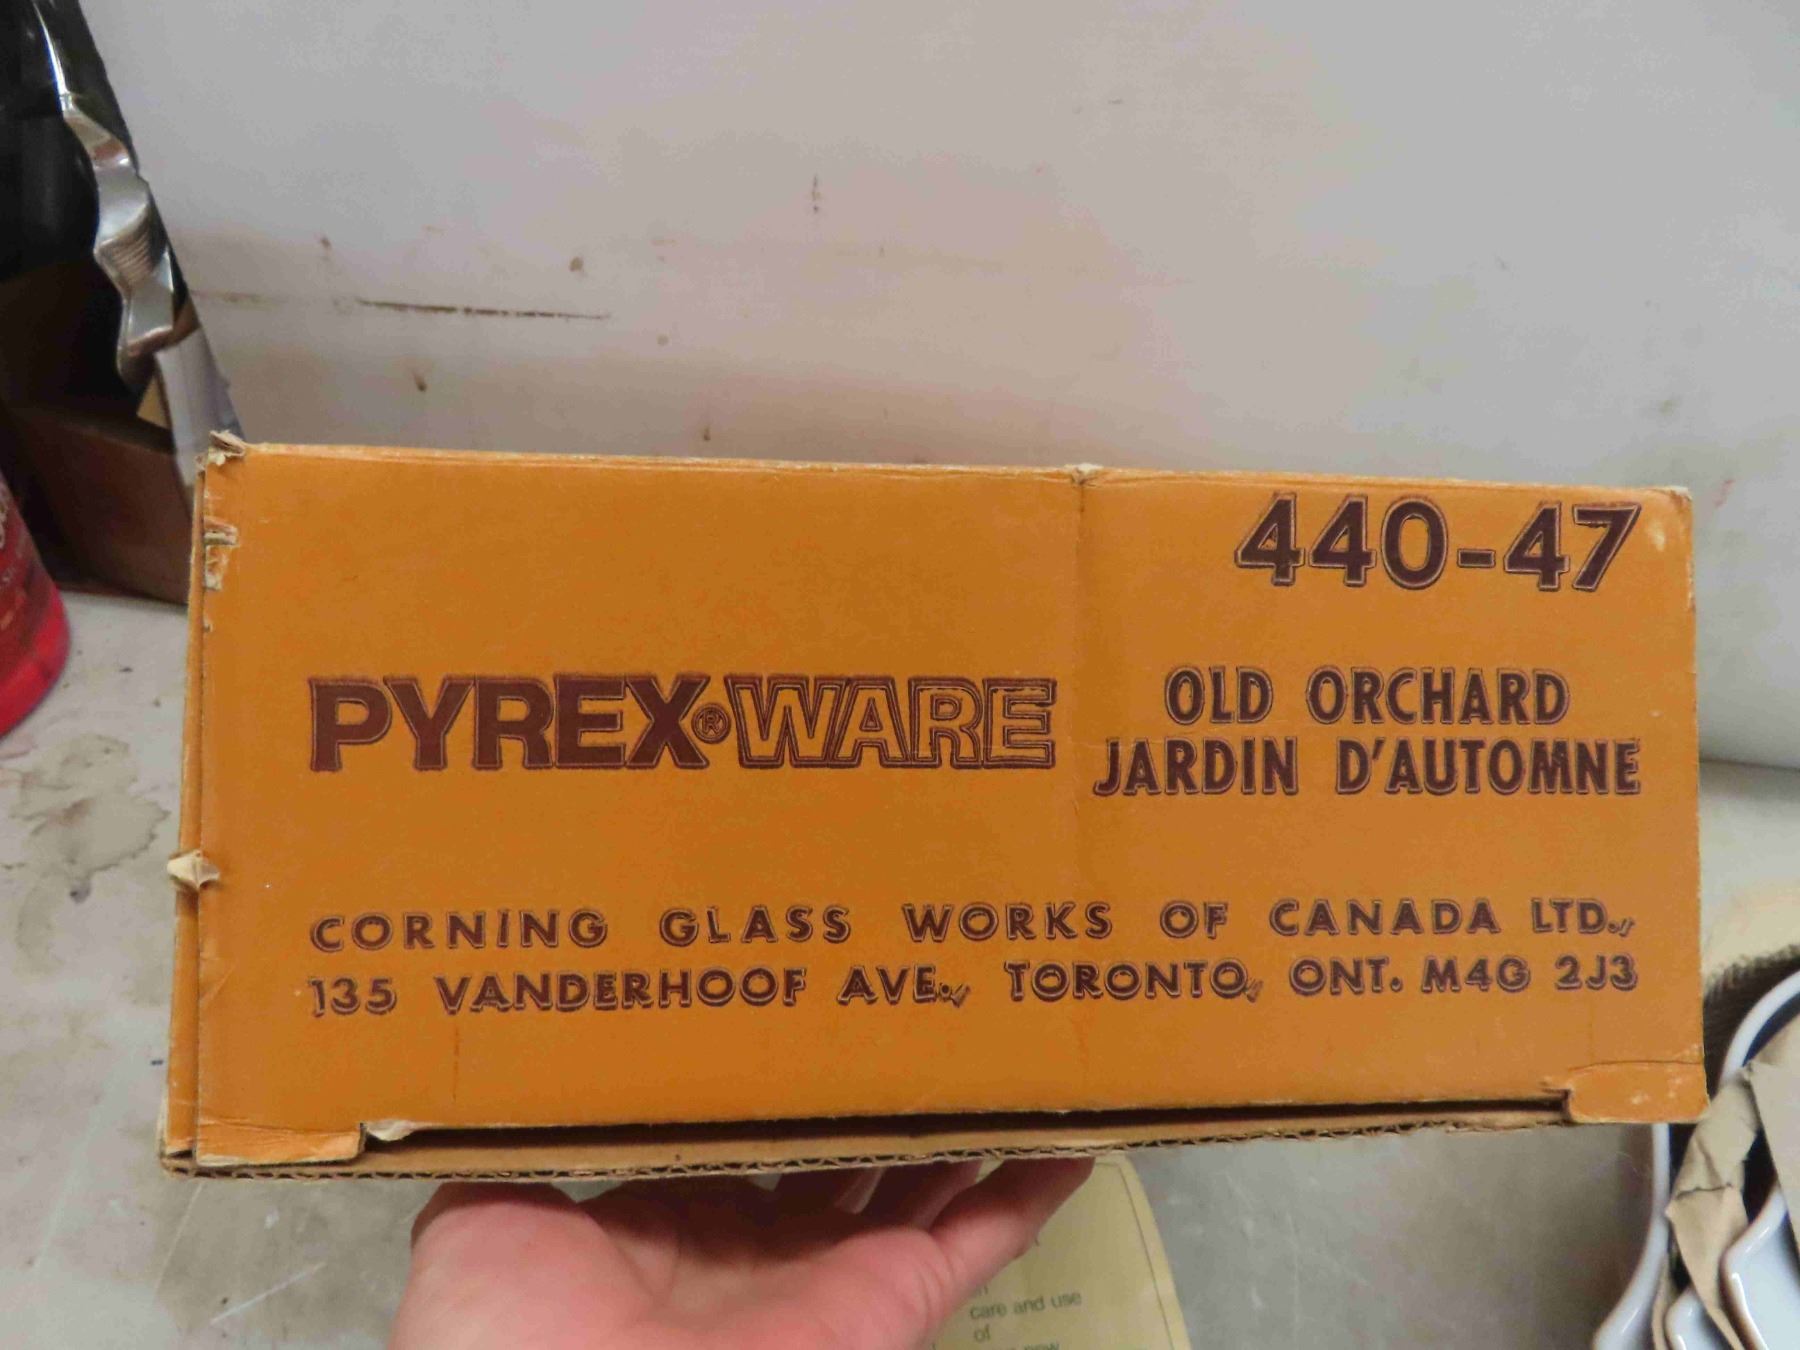 440-47
PYREX®WARE
OLD ORCHARD
JARDIN D'AUTOMNE
CORNING GLASS WORKS OF CANADA LTD.,
135 VANDERHOOF AVE., TORONTO, ONT. M4G 2J3
care and use
of